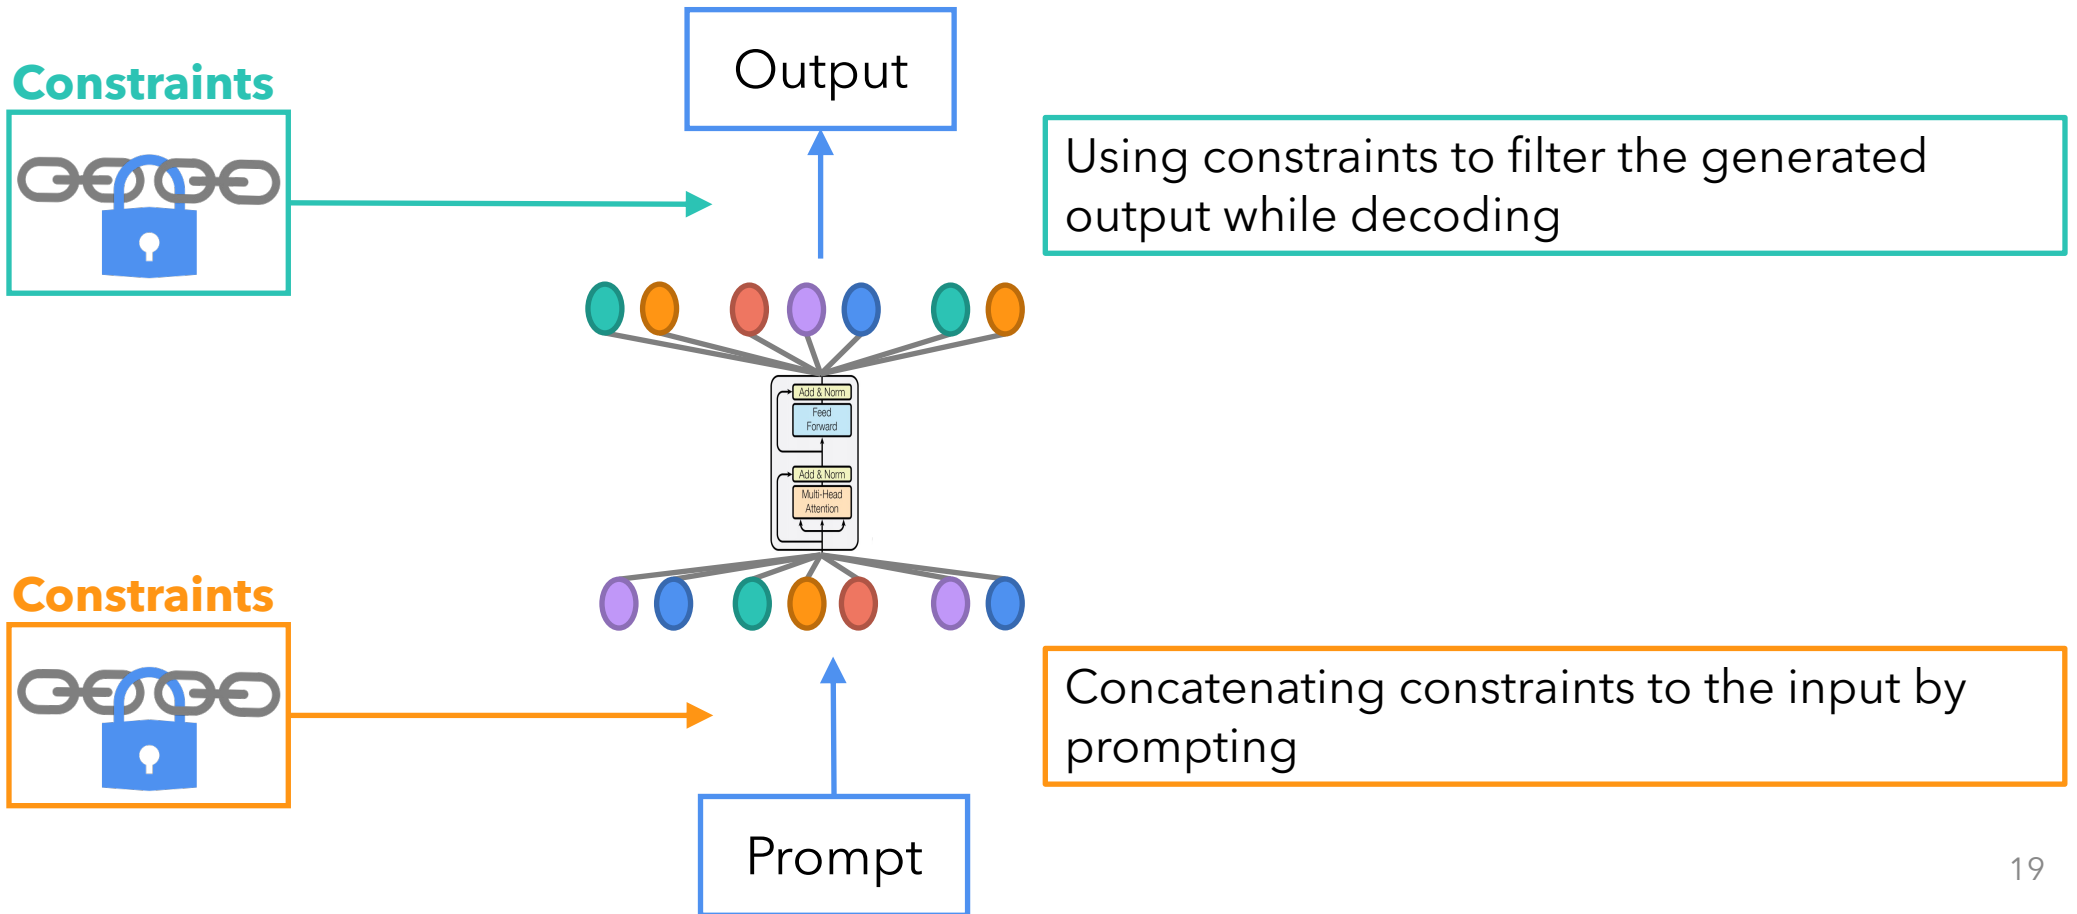 Output
Constraints
Using constraints to filter the generated
output while decoding
Add & Norm
Feed
Forward
Add & Norm
Multi-Head
Attention
Constraints
Concatenating constraints to the input by
prompting
Prompt
19